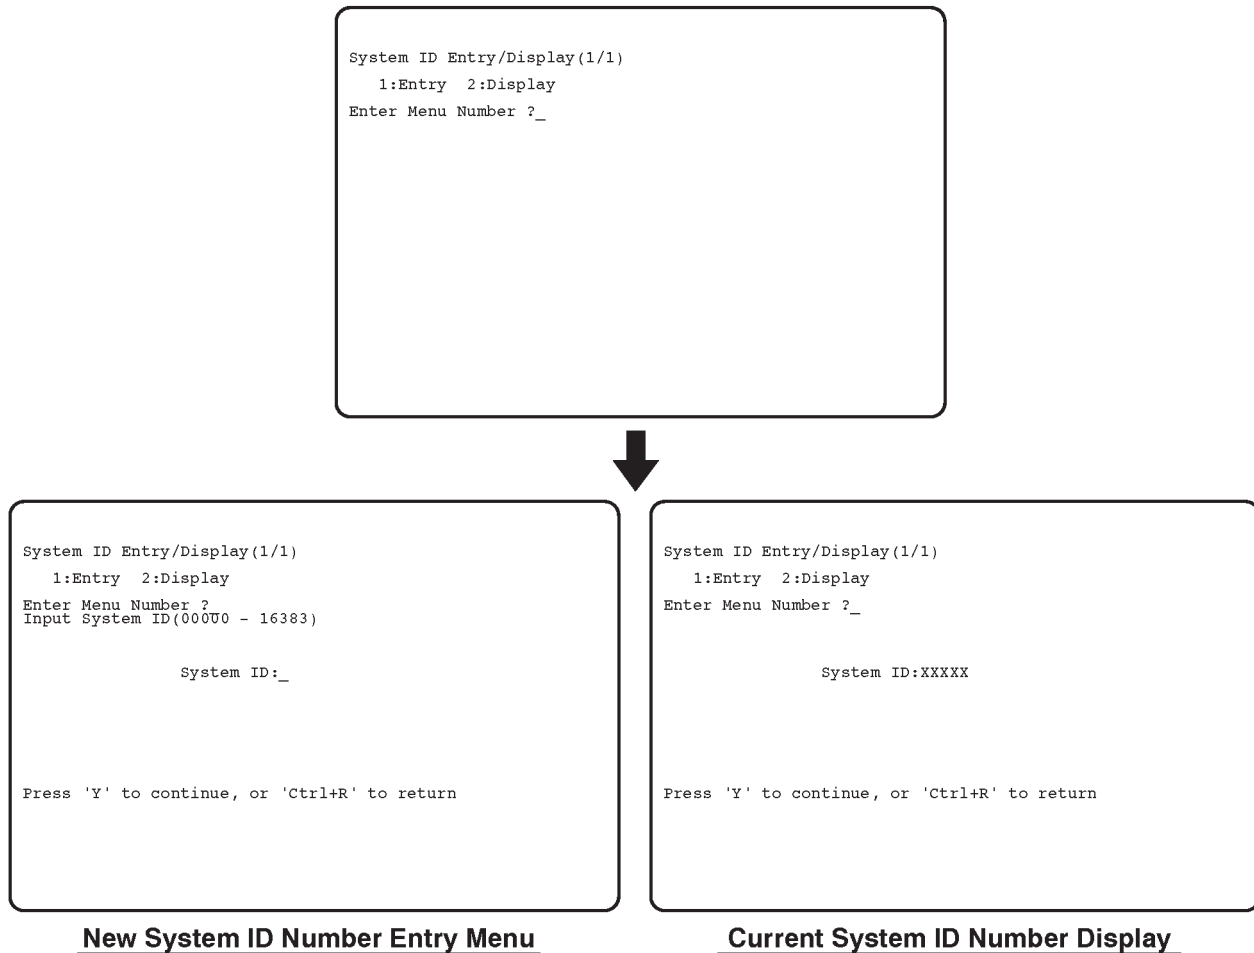 System ID Entry/Display(1/1)
1:Entry  2:Display
Enter Menu Number ?_
System ID Entry/Display(1/1)
1:Entry  2:Display
Enter Menu Number ?_
Input System ID(00000 - 16383)
System ID:_
Press 'Y' to continue, or 'Ctrl+R' to return
New System ID Number Entry Menu
System ID Entry/Display(1/1)
1:Entry  2:Display
Enter Menu Number ?_
System ID:XXXXX
Press 'Y' to continue, or 'Ctrl+R' to return
Current System ID Number Display